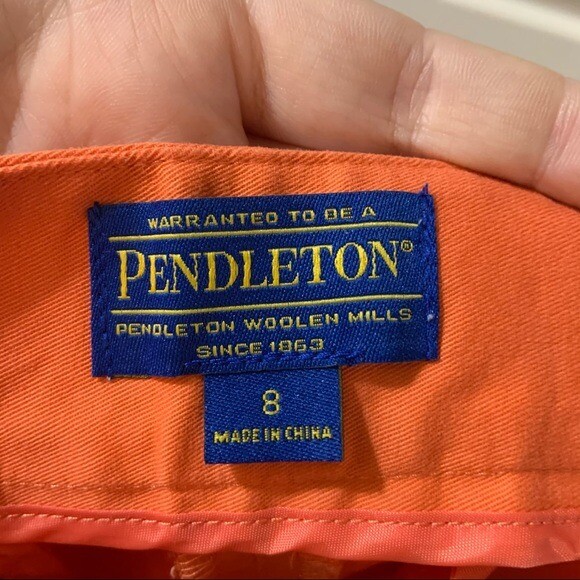 WARRANTED TO BE A
PENDLETON®
PENDLETON WOOLEN MILLS
SINCE 1863
8
MADE IN CHINA